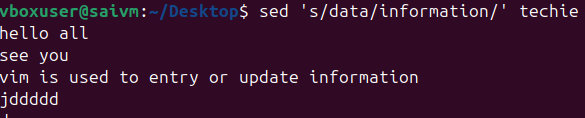 vboxuser@saivm:~/Desktop$ sed 's/data/information/' techie
hello all
see you
vim is used to entry or update information
jddddd